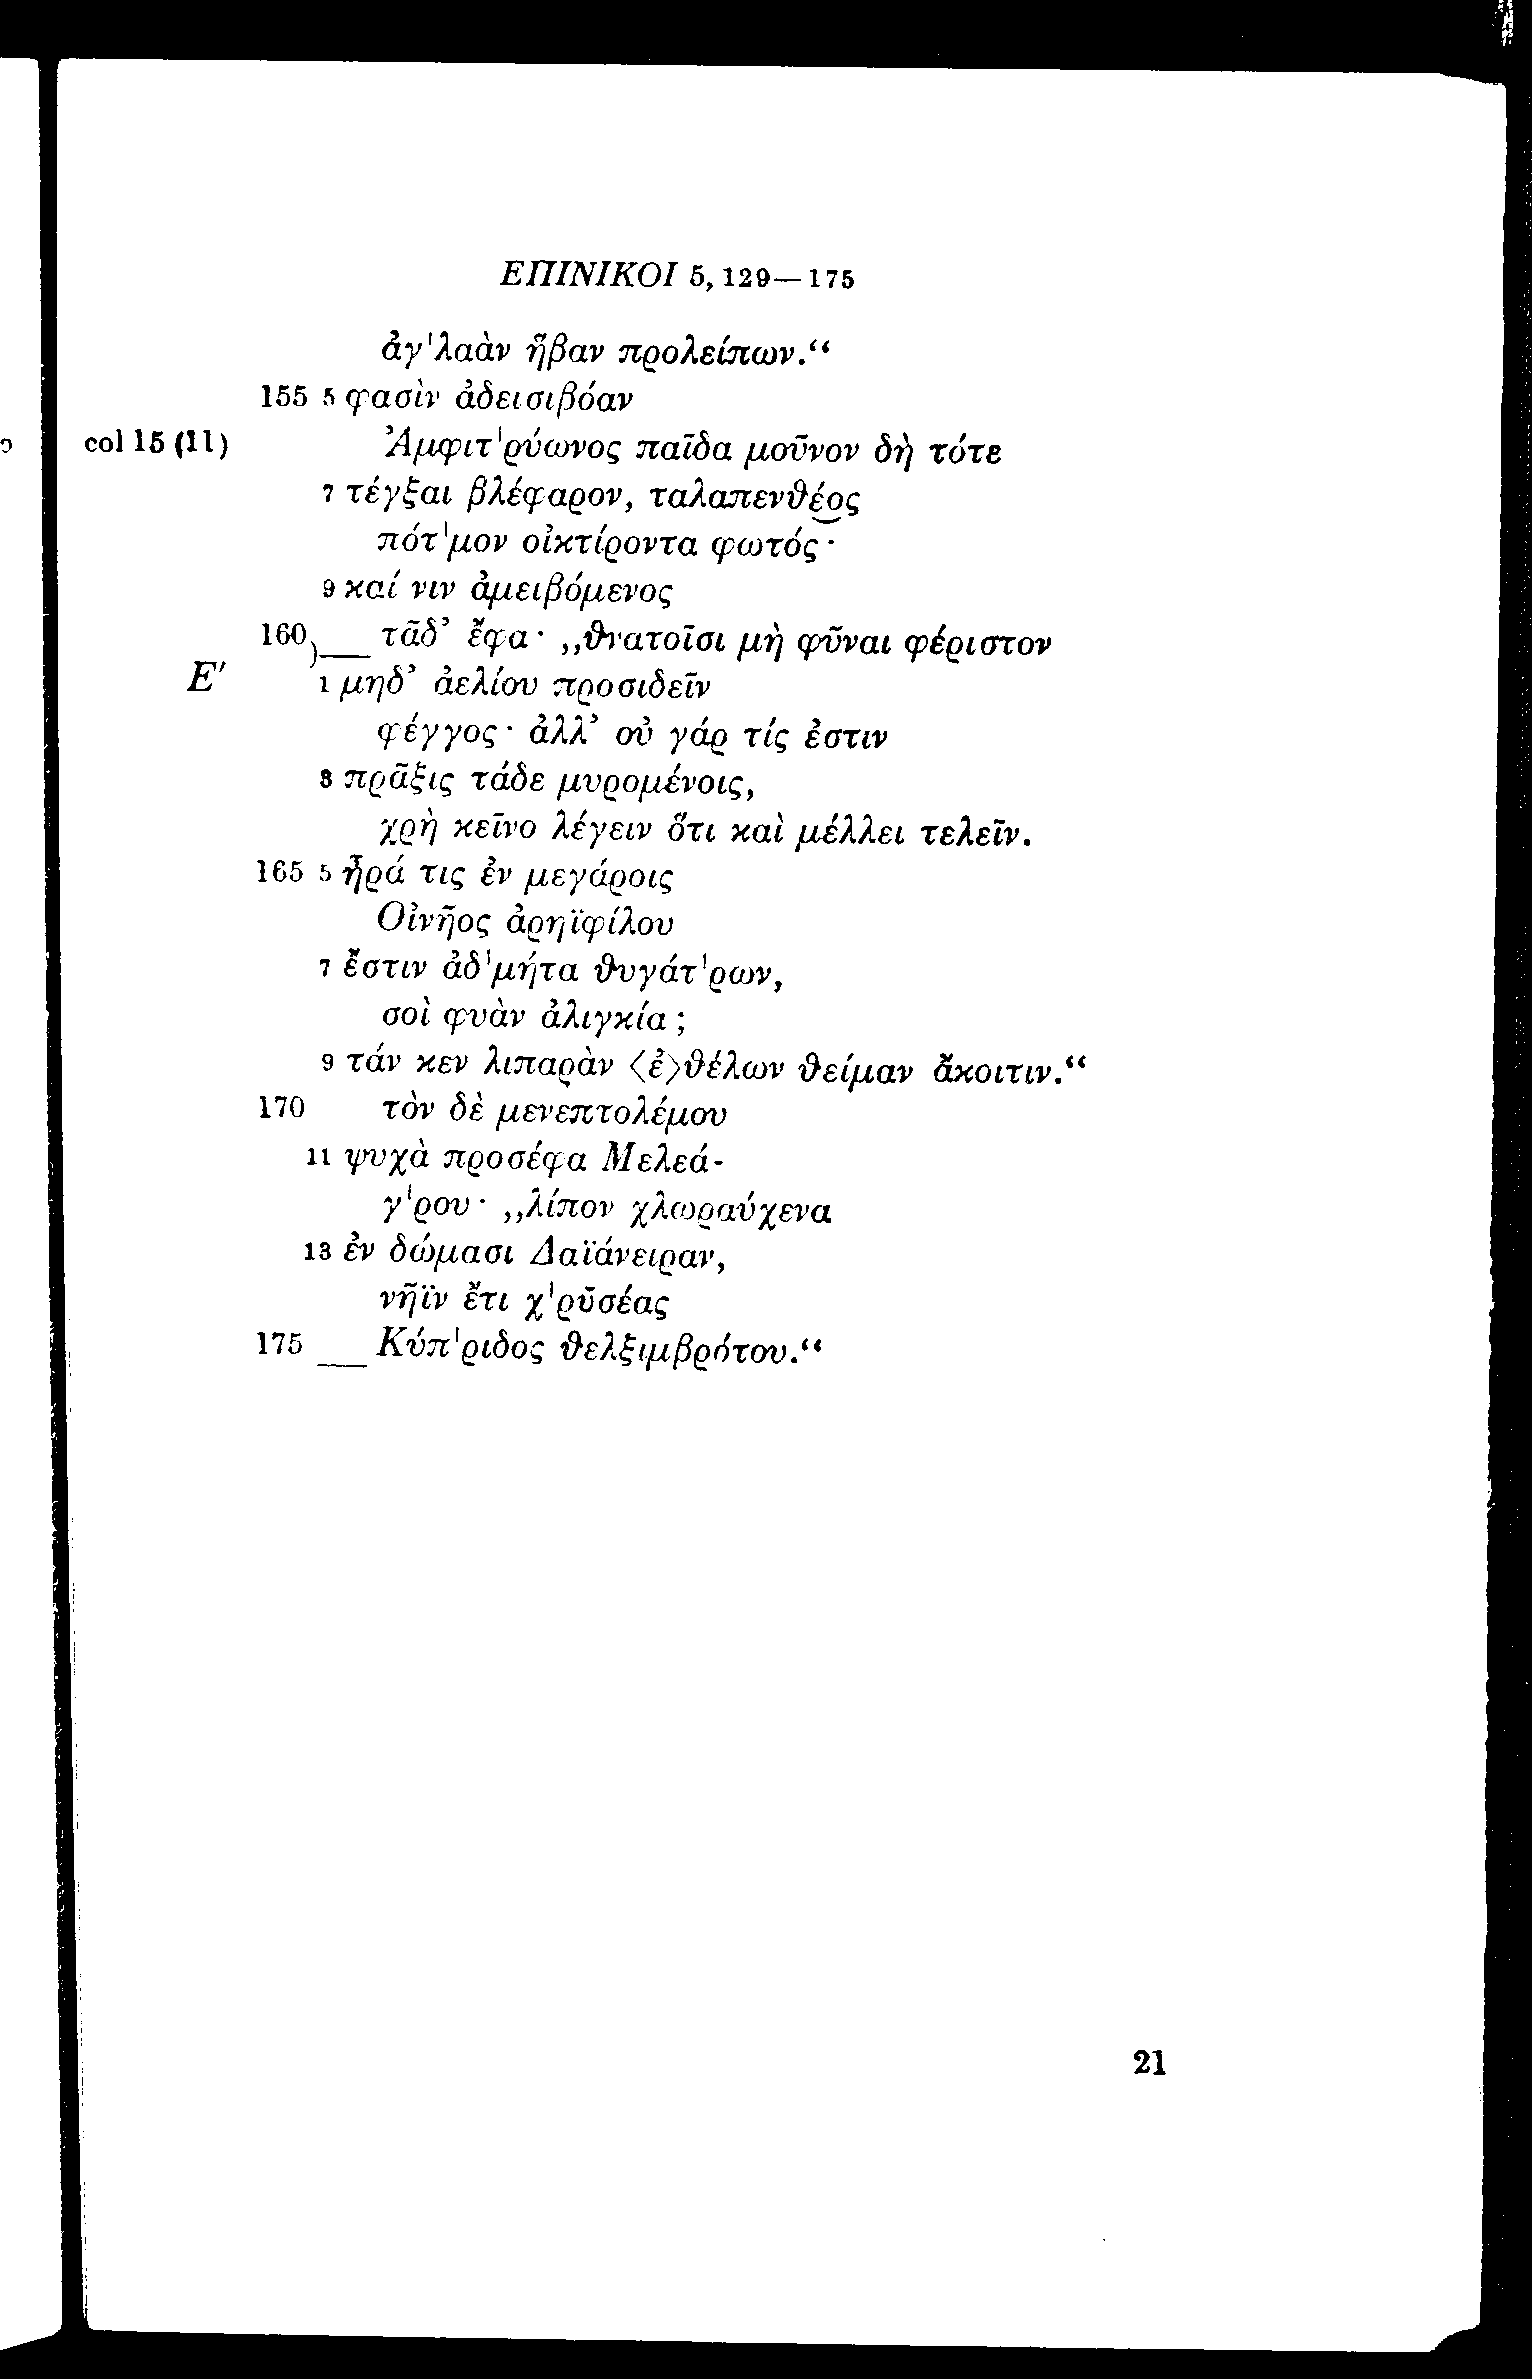 ΕΠΙΝΙΚΟΙ 5, 129—175
ἀγ'λαὰν ἥβαν προλείπων.“
155 5 φασὶν ἀδεισιβόαν
col 15 (11) Ἀμφιτ'ρύωνος παῖδα μοῦνον δὴ τότε
7 τέγξαι βλέφαρον, ταλαπενθέ͜ος
πότ'μον οἰκτίροντα φωτός·
9 καί νιν ἀμειβόμενος
160 τᾶδ’ ἔφα· „θνατοῖσι μὴ φῦναι φέριστον
Ε′ 1 μηδ’ ἀελίου προσιδεῖν
φέγγος· ἀλλ’ οὐ γάρ τίς ἐστιν
3 πρᾶξις τάδε μυρομένοις,
χρὴ κεῖνο λέγειν ὅτι καὶ μέλλει τελεῖν.
165 5 ἦρά τις ἐν μεγάροις
Οἰνῆος ἀρηϊφίλου
7 ἔστιν ἀδ'μήτα θυγάτ'ρων,
σοὶ φυὰν ἀλιγκία;
9 τάν κεν λιπαρὰν ⟨ἐ⟩θέλων θείμαν ἄκοιτιν.“
170 τὸν δὲ μενεπτολέμου
11 ψυχὰ προσέφα Μελεά-
γ'ρου· „λίπον χλωραύχενα
13 ἐν δώμασι Δαϊάνειραν,
νῆϊν ἔτι χ'ρῡσέας
175 Κύπ'ριδος θελξιμβρότου.“
21